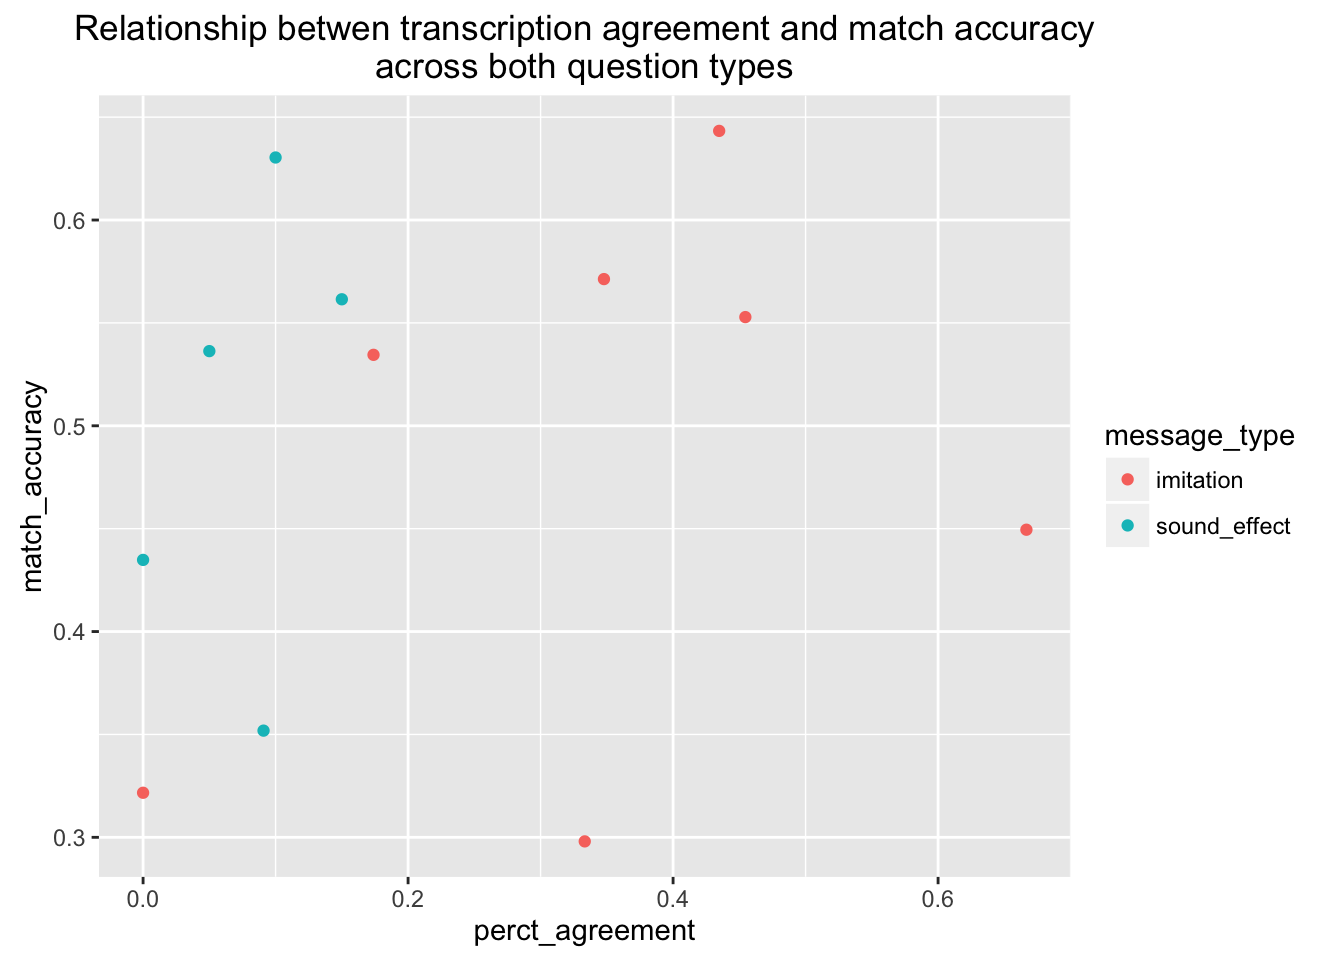 Relationship betwen transcription agreement and match accuracy
across both question types
match_accuracy
0.6
0.5
0.4
0.3
0.0 0.2 0.4 0.6
perct_agreement
message_type
imitation
sound_effect